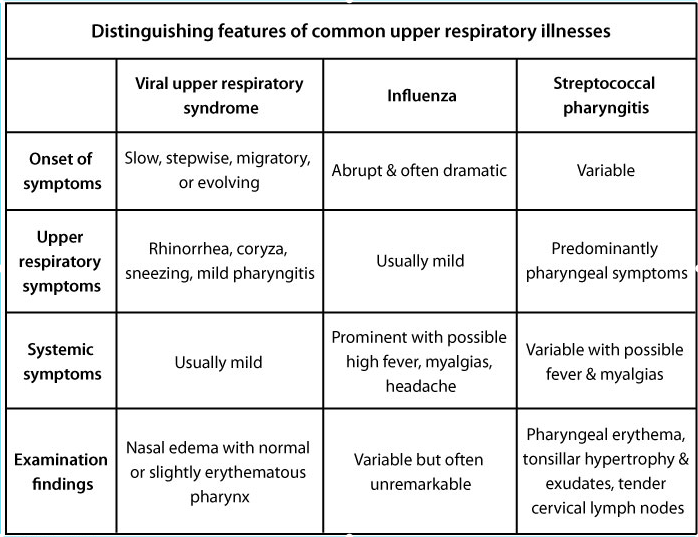 Distinguishing features of common upper respiratory illnesses
Viral upper respiratory
syndrome
Influenza
Streptococcal
pharyngitis
Onset of
symptoms
Slow, stepwise, migratory,
or evolving
Abrupt & often dramatic
Variable
Upper
respiratory
symptoms
Rhinorrhea, coryza,
sneezing, mild pharyngitis
Usually mild
Predominantly
pharyngeal symptoms
Systemic
symptoms
Usually mild
Prominent with possible
high fever, myalgias,
headache
Variable with possible
fever & myalgias
Examination
findings
Nasal edema with normal
or slightly erythematous
pharynx
Variable but often
unremarkable
Pharyngeal erythema,
tonsillar hypertrophy &
exudates, tender
cervical lymph nodes